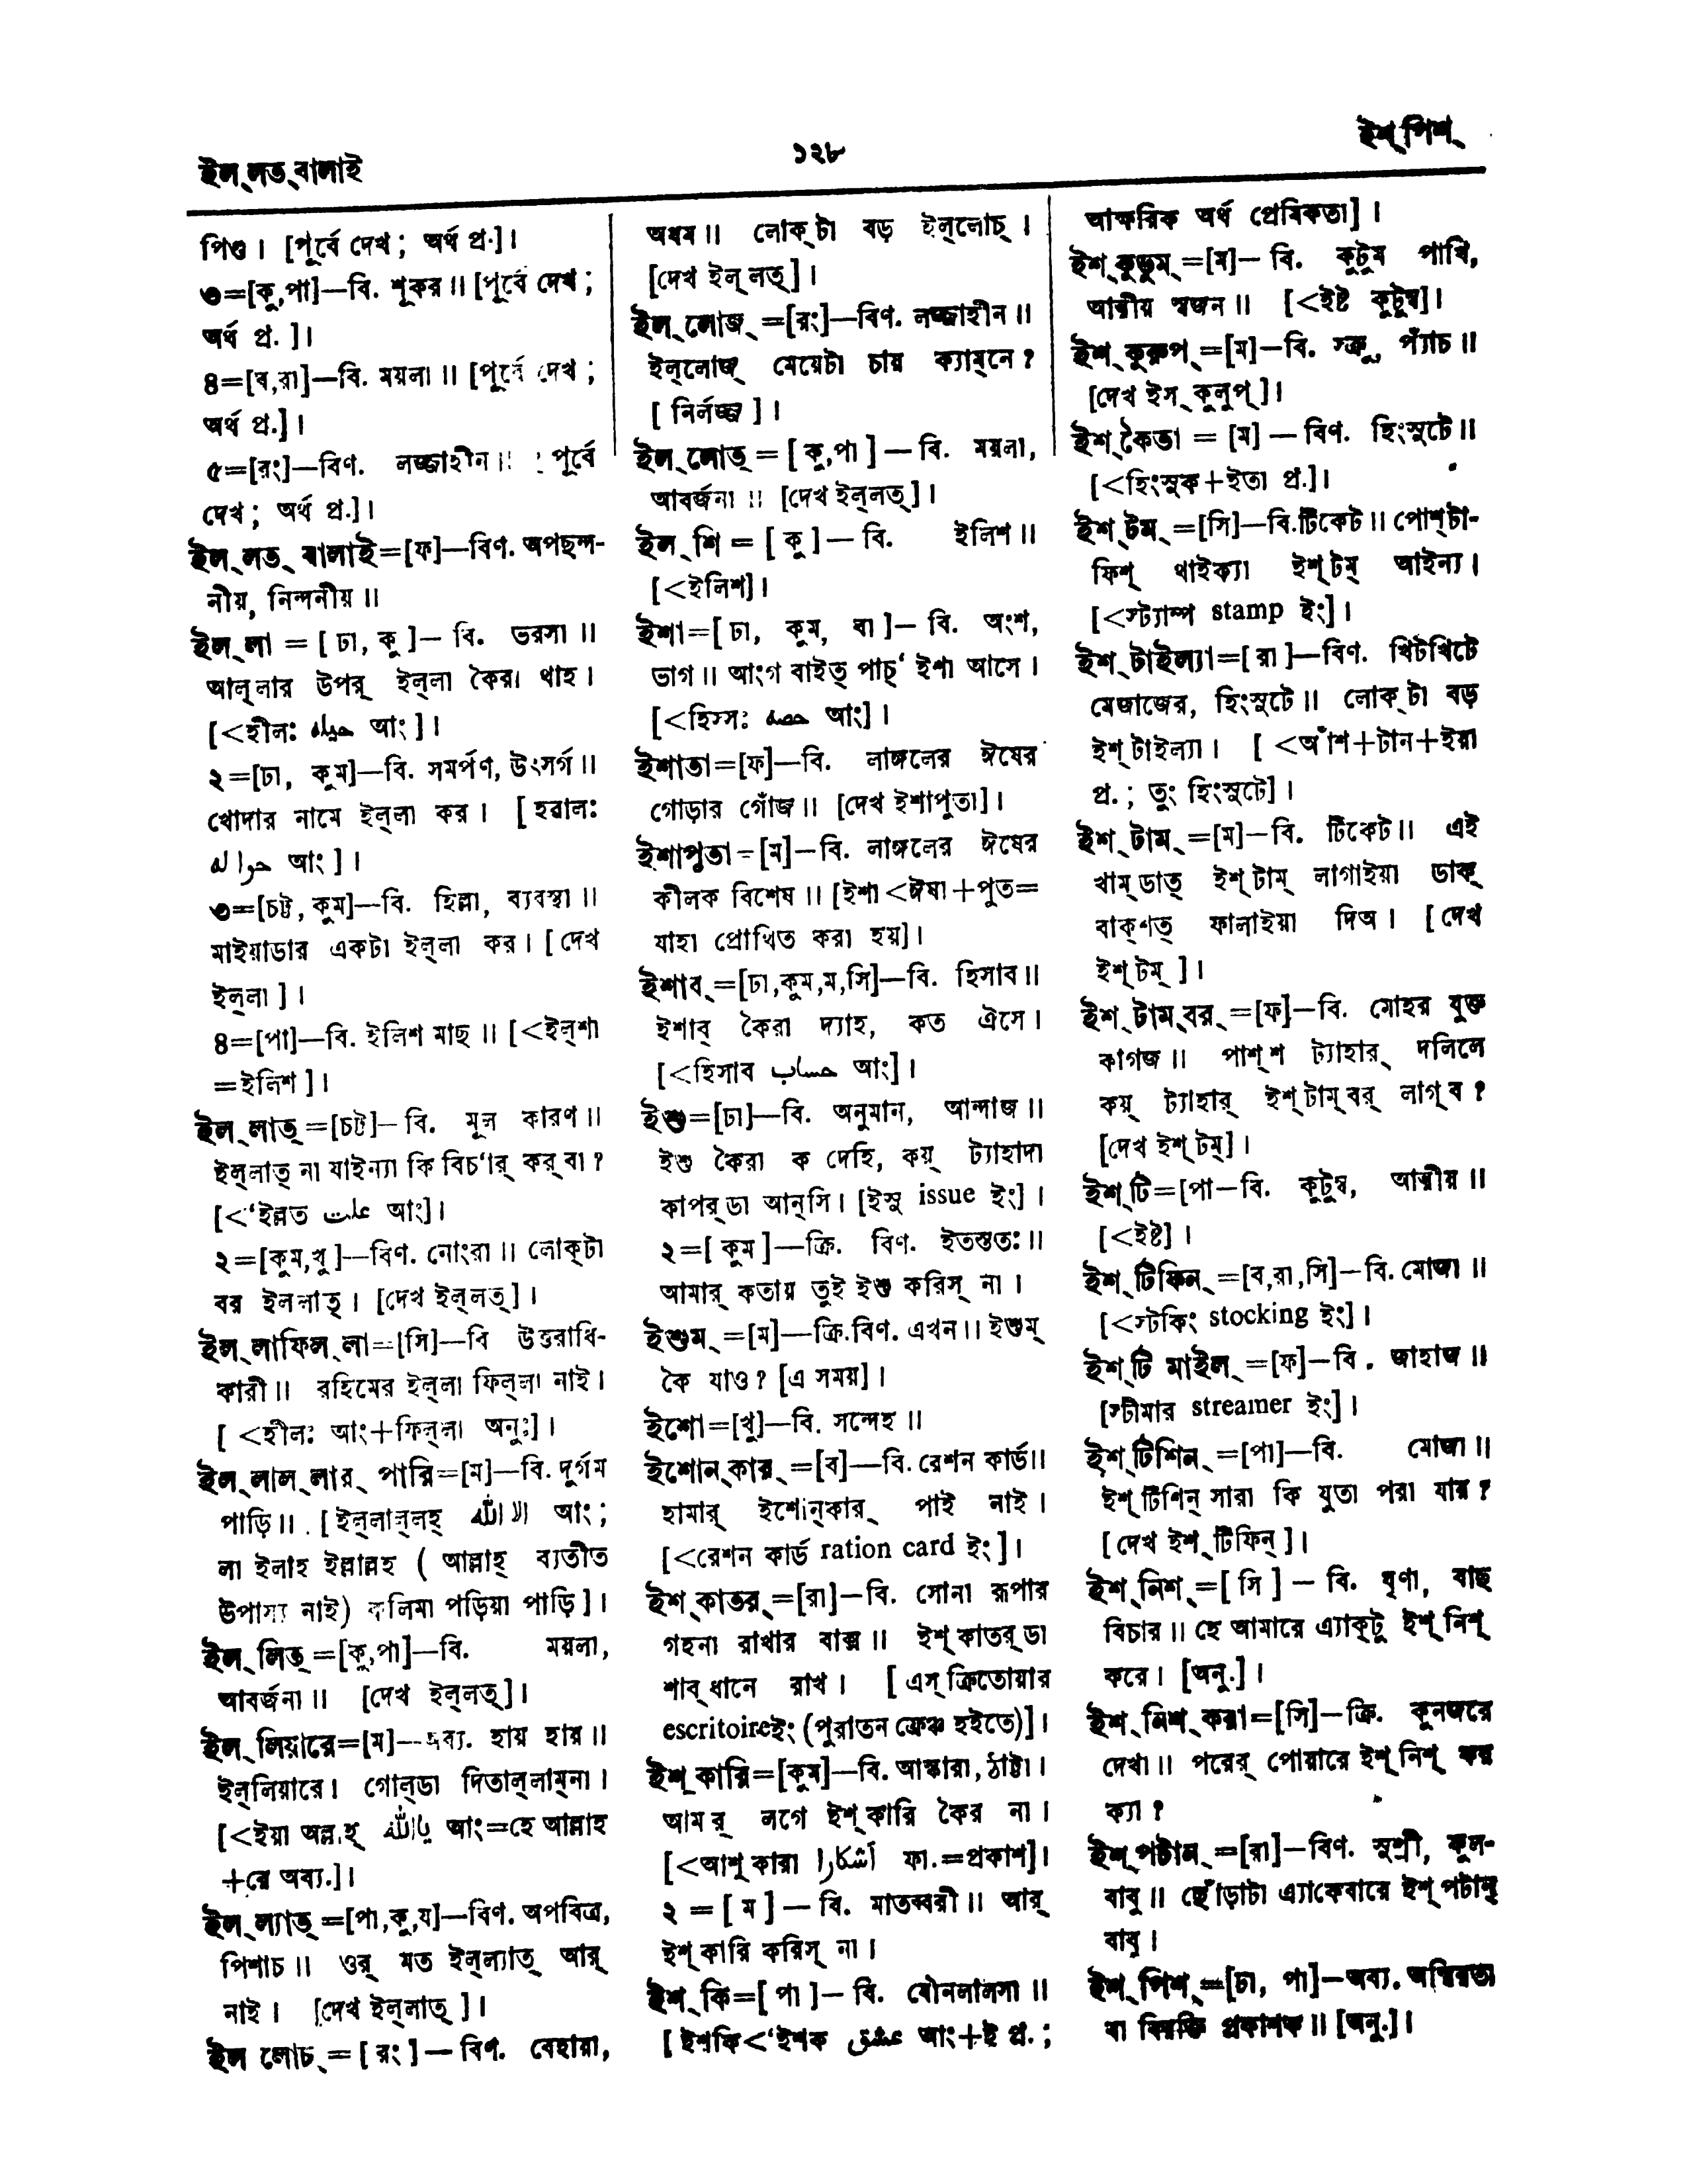 ইল্‌লত্‌বালাই
১২৮
ইশ্‌পিশ্‌
পিণ্ড। [পূর্বে দেখ ; অর্থ প্র.]।
৩=[কু,পা]—বি. শূকর॥ [পূর্বে দেখ ;
অর্থ প্র. ]।
৪=[ব,রা]—বি. ময়লা॥ [পূর্বে দেখ ;
অর্থ প্র.]।
৫=[রং]—বিণ. লজ্জাহীন॥ [পূর্বে
দেখ ; অর্থ প্র.]।
ইল্‌লত্‌ বালাই=[ফ]—বিণ. অপছন্দ-
নীয়, নিন্দনীয়॥
ইল্‌লা = [ ঢা, কু ]— বি. ভরসা॥
আল্‌লার উপর্‌ ইল্‌লা কৈরা থাহ।
[<হীলঃ حيله আং ]।
২=[ঢা, কুম]—বি. সমর্পণ, উৎসর্গ॥
খোদার নামে ইল্‌লা কর। [ হৱালঃ
حوا له আং ]।
৩=[চট্ট, কুম]—বি. হিল্লা, ব্যবস্থা॥
মাইয়াডার একটা ইল্‌লা কর। [ দেখ
ইল্‌লা ]।
৪=[পা]—বি. ইলিশ মাছ॥ [<ইল্‌শা
=ইলিশ ]।
ইল্‌লাত্‌=[চট্ট]— বি. মূল কারণ॥
ইল্‌লাত্‌ না যাইন্যা কি বিচ‘ার্‌ কর্‌বা ?
[<‘ইল্লত علت আং]।
২=[কুম,খু ]—বিণ. নোংরা॥ লোক্‌টা
বর ইললাত্‌। [দেখ ইল্‌লত্‌]।
ইল্‌লাফিল্‌লা=[সি]—বি উত্তরাধি-
কারী॥ রহিমের ইল্‌লা ফিল্‌লা নাই।
[ <হীলঃ আং+ফিল্‌লা অনুঃ]।
ইল্‌লাল্‌লার্‌ পারি=[ম]—বি. দুর্গম
পাড়ি॥ [ ইল্‌লাল্‌লহ্‌ الا الله আং ;
লা ইলাহ ইল্লাল্লহ ( আল্লাহ্‌ ব্যতীত
উপাস্য নাই) কলিমা পড়িয়া পাড়ি ]।
ইল্‌লিত্‌=[কু,পা]—বি. ময়লা,
আবর্জনা॥ [দেখ ইল্‌লত্‌]।
ইল্‌লিয়ারে=[ম]—অব্য. হায় হায়॥
ইল্‌লিয়ারে। গোল্‌ডা দিতাল্‌লাম্‌না।
[<ইয়া অল্লাহ্‌ ياالله আং=হে আল্লাহ
+রে অব্য.]।
ইল্‌ল্যাত্‌=[পা,কু,য]—বিণ. অপবিত্র,
পিশাচ॥ ওর্‌ মত ইল্‌ল্যাত্‌ আর্‌
নাই। [দেখ ইল্‌লাত্‌ ]।
ইল লোচ্‌ = [ রং ] — বিণ. বেহায়া,
অধম॥ লোক্‌টা বড় ইল্‌লোচ্‌।
[দেখ ইল্‌লত্‌]।
ইল্‌লোজ্‌ =[রং]—বিণ. লজ্জাহীন॥
ইল্‌লোজ্‌ মেয়েটা চায় ক্যাম্‌নে ?
[ নির্লজ্জ ]।
ইল্‌লোত্‌ = [ কু,পা ] — বি. ময়লা,
আবর্জনা॥ [দেখ ইল্‌লত্‌]।
ইল্‌শি = [ কু ] — বি. ইলিশ॥
[<ইলিশ]।
ইশা=[ ঢা, কুম, ধা ]— বি. অংশ,
ভাগ॥ আংগ বাইত্‌ পাচ্‌‘ ইশা আসে।
[<হিস্সঃ حصه আং]।
ইশাতা=[ফ]—বি. লাঙ্গলের ঈষের
গোড়ার গোঁজ॥ [দেখ ইশাপুতা]।
ইশাপুতা=[ম]—বি. লাঙ্গলের ঈষের
কীলক বিশেষ॥ [ইশা <ঈষা+পুত=
যাহা প্রোথিত করা হয়]।
ইশাব্‌=[ঢা,কুম,ম,সি]—বি. হিসাব॥
ইশাব্‌ কৈরা দ্যাহ, কত ঐসে।
[<হিসাব حساب আং]।
ইশু=[ঢা]—বি. অনুমান, আন্দাজ॥
ইশু কৈরা ক দেহি, কয়্‌ ট্যাহাদা
কাপর্‌ডা আন্‌সি। [ইসু issue ইং]।
২=[ কুম ]—ক্রি. বিণ. ইতস্ততঃ॥
আমার্‌ কতায় তুই ইশু করিস্‌ না।
ইশুম্‌=[ম]—ক্রি.বিণ. এখন॥ ইশুম্‌
কৈ যাও ? [এ সময়]।
ইশো=[খু]—বি. সন্দেহ॥
ইশোন্‌কার্‌ =[ব]—বি. রেশন কার্ড॥
হামার্‌ ইশোন্‌কার্‌ পাই নাই।
[<রেশন কার্ড ration card ইং ]।
ইশ্‌কাতর্‌=[রা]—বি. সোনা রূপার
গহনা রাখার বাক্স॥ ইশ্‌কাতর্‌ডা
শাব্‌ধানে রাখ। [ এস্‌ক্রিতোয়ার
escritoireইং (পুরাতন ফ্রেঞ্চ হইতে)]।
ইশ্‌কারি=[কুম]—বি. আস্কারা, ঠাট্টা।
আমর্‌ লগে ইশ্‌কারি কৈর না।
[<আশ্‌কারা آشكارا ফা.=প্রকাশ]।
২ = [ ম ] — বি. মাতব্বরী॥ আর্‌
ইশ্‌কারি করিস্‌ না।
ইশ্‌কি=[ পা ]— বি. যৌনলালসা॥
[ ইশকি<‘ইশক عشق আং+ই প্র. ;
আক্ষরিক অর্থ প্রেমিকতা]।
ইশ্‌কুড়ুম্‌=[ম]— বি. কুটুম পাখি,
আত্মীয় স্বজন॥ [<ইষ্ট কুটুম্ব]।
ইশ্‌কুরুপ্‌=[ম]—বি. স্ক্রু, প্যাঁচ॥
[দেখ ইস্‌কুলুপ্‌]।
ইশ্‌কৈতা = [ম] — বিণ. হিংসুটে॥
[<হিংসুক+ইতা প্র.]।
ইশ্‌টম্‌=[সি]—বি.টিকেট॥ পোশ্‌টা-
ফিশ্‌ থাইক্যা ইশ্‌টম্‌ আইন্য।
[<স্ট্যাম্প stamp ইং]।
ইশ্‌টাইল্যা=[ রা ]—বিণ. খিটখিটে
মেজাজের, হিংসুটে॥ লোক্‌টা বড়
ইশ্‌টাইল্যা। [ <আঁশ+টান+ইয়া
প্র. ; তুং হিংসুটে]।
ইশ্‌টাম্‌=[ম]—বি. টিকেট॥ এই
খাম্‌ডাত্‌ ইশ্‌টাম্‌ লাগাইয়া ডাক্‌
বাক্‌শত্‌ ফালাইয়া দিঅ। [ দেখ
ইশ্‌টম্‌ ]।
ইশ্‌টাম্‌বর্‌=[ফ]—বি. মোহর যুক্ত
কাগজ॥ পাশ্‌শ ট্যাহার্‌ দলিলে
কয়্‌ ট্যাহার্‌ ইশ্‌টাম্‌বর্‌ লাগ্‌ব ?
[দেখ ইশ্‌টম্‌]।
ইশ্‌টি=[পা—বি. কুটুম্ব, আত্মীয়॥
[<ইষ্ট]।
ইশ্‌টিফিন্‌=[ব,রা,সি]—বি. মোজা॥
[<স্টকিং stocking ইং]।
ইশ্‌টি মাইল্‌=[ফ]—বি. জাহাজ॥
[স্টীমার streamer ইং]।
ইশ্‌টিশিন্‌=[পা]—বি. মোজা॥
ইশ্‌টিশিন্‌ সারা কি যুতা পরা যায় ?
[ দেখ ইশ্‌টিফিন্‌ ]।
ইশ্‌নিশ্‌=[ সি ] — বি. ঘৃণা, বাছ
বিচার॥ হে আমারে এ্যাক্‌টু ইশ্‌নিশ্‌
করে। [অনু.]।
ইশ্‌নিশ্‌করা=[সি]—ক্রি. কুনজরে
দেখা॥ পরের্‌ পোয়ারে ইশ্‌নিশ্‌ কর
ক্যা ?
ইশ্‌পটান্‌=[রা]—বিণ. সুশ্রী, ফুল-
বাবু॥ ছোঁড়াটা এ্যাকেবারে ইশ্‌পটান্‌
বাবু।
ইশ্‌পিশ্‌=[ঢা, পা]—অব্য. অস্থিরতা
বা বিরক্তি প্রকাশক॥ [অনু.]।